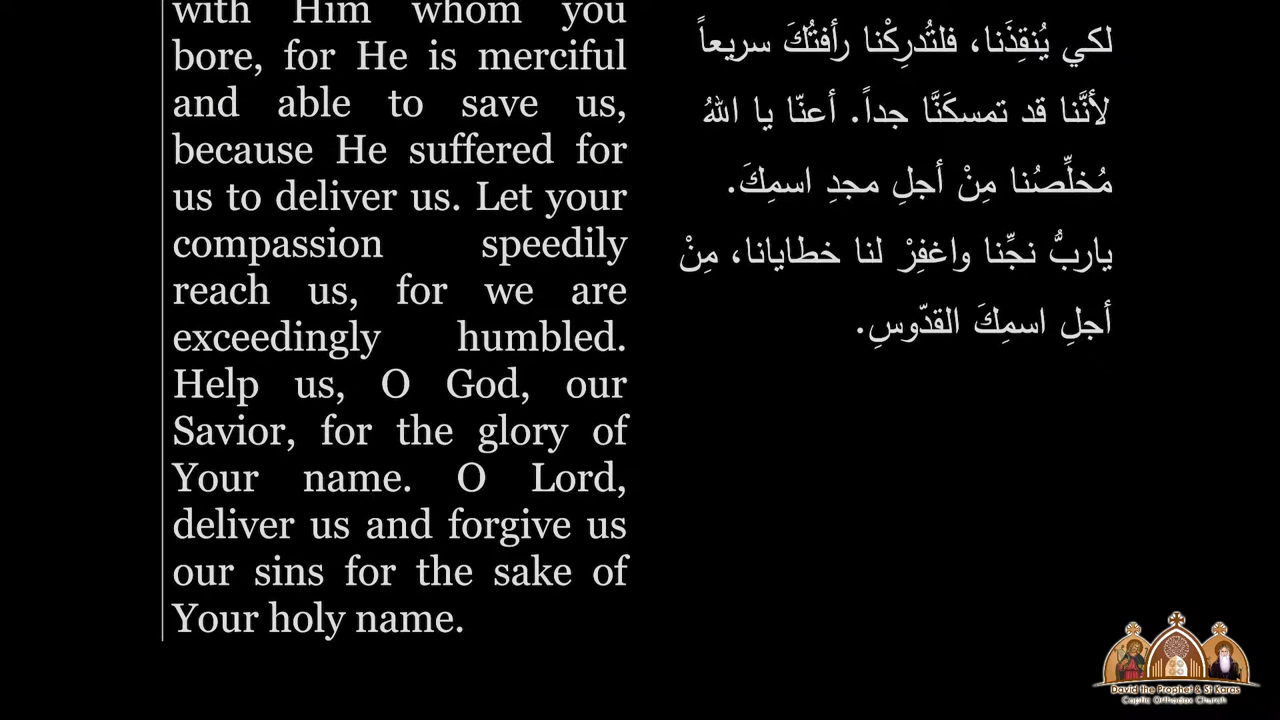 with Him whom you
bore, for He is merciful
and able to save us,
because He suffered for
us to deliver us. Let your
compassion speedily
reach us, for we are
exceedingly humbled.
Help us, O God, our
Savior, for the glory of
Your name. O Lord,
deliver us and forgive us
our sins for the sake of
Your holy name.
لكي يُنقِذَنا، فلتُدرِكْنا رأفتُكَ سريعاً
لأنَّنا قد تمسكَنَّا جداً. أعنّا يا اللهُ
مُخلِّصُنا مِنْ أجلِ مجدِ اسمِكَ.
ياربُّ نجِّنا واغفِرْ لنا خطايانا، مِنْ
أجلِ اسمِكَ القدّوسِ.
David the Prophet & St Karas
Coptic Orthodox Church